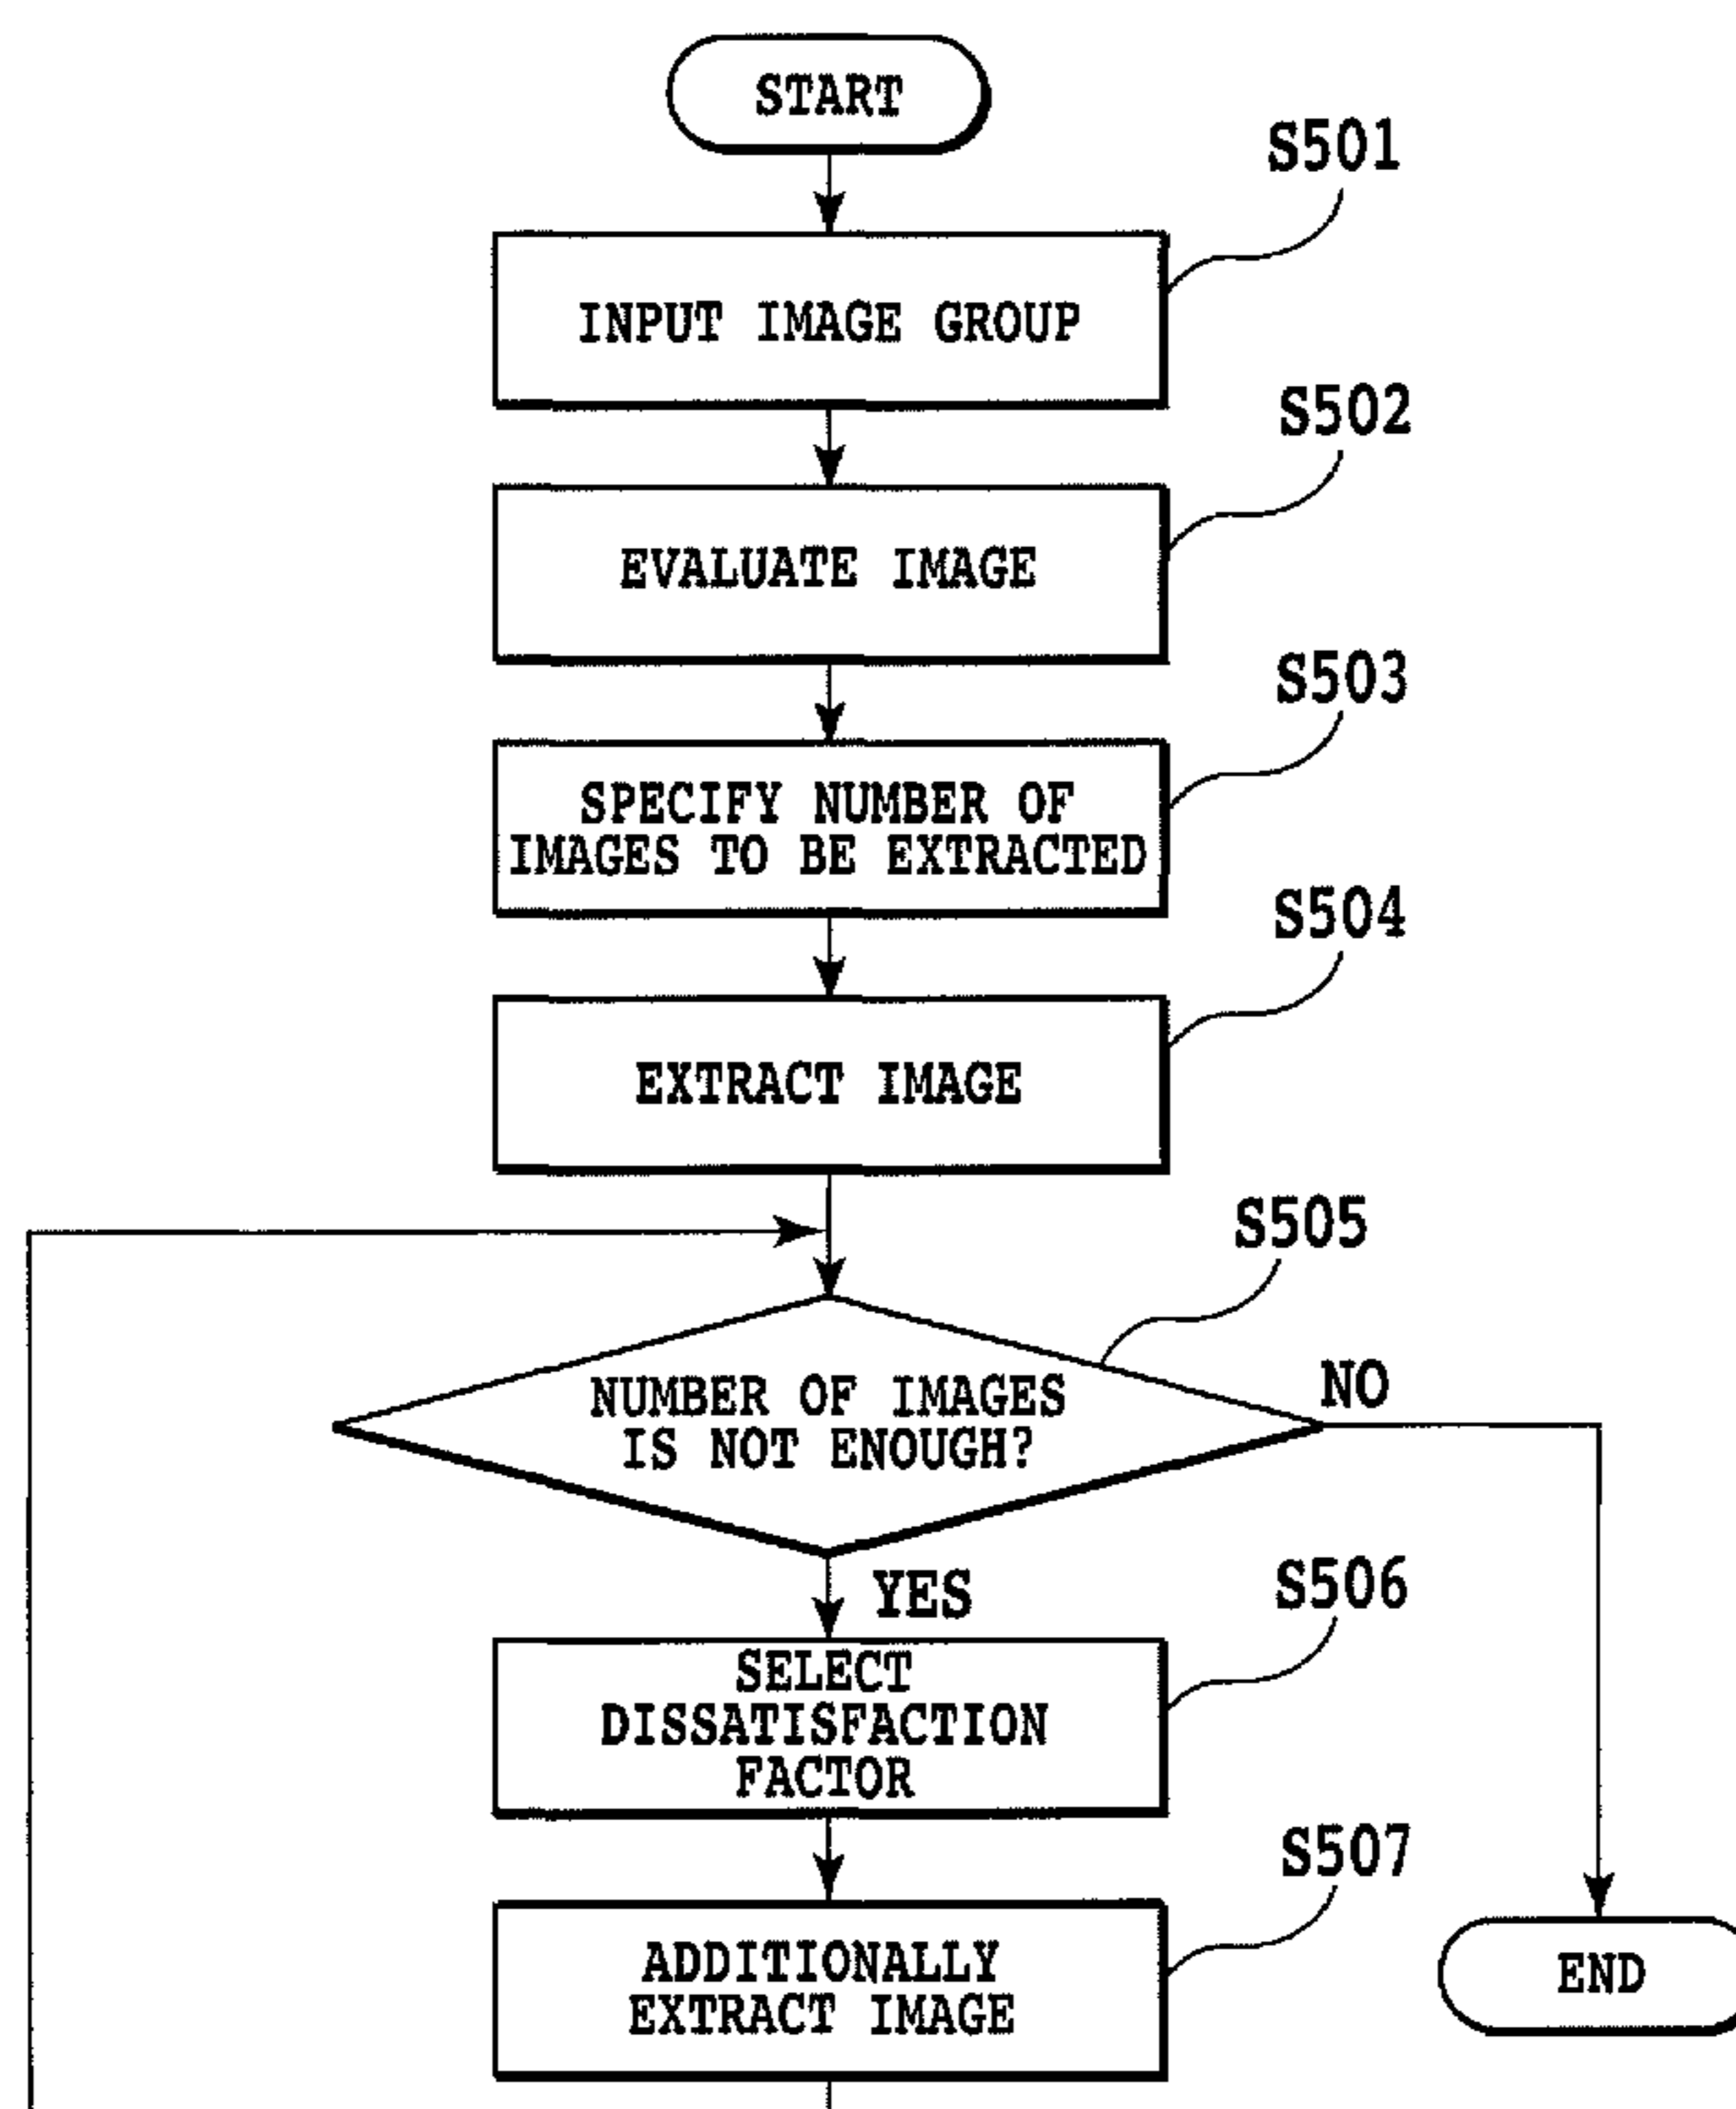 START
S501
INPUT IMAGE GROUP
S502
EVALUATE IMAGE
S503
SPECIFY NUMBER OF
IMAGES TO BE EXTRACTED
S504
EXTRACT IMAGE
S505
NUMBER OF IMAGES
IS NOT ENOUGH?
NO
YES
S506
SELECT
DISSATISFACTION
FACTOR
S507
ADDITIONALLY
EXTRACT IMAGE
END